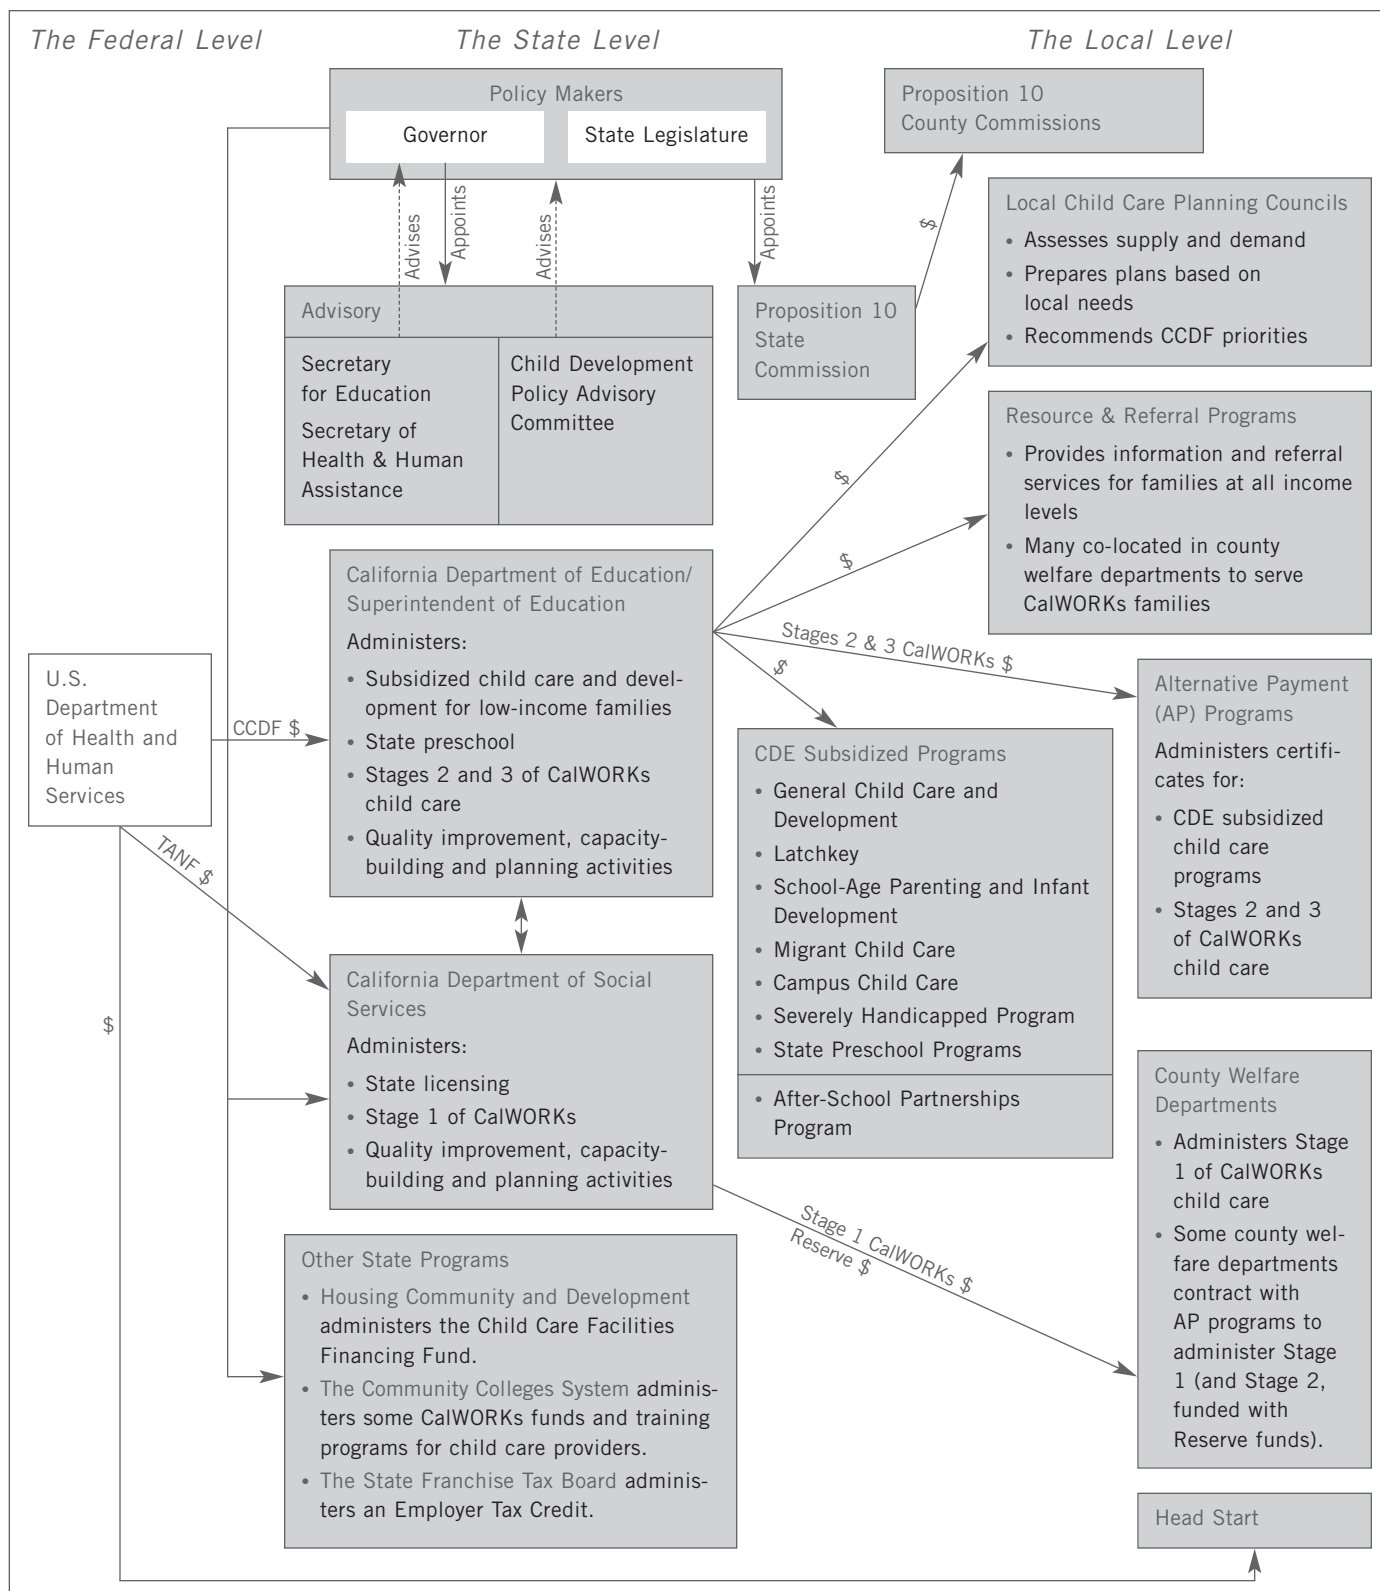 The Federal Level
The State Level
The Local Level
Policy Makers
Governor
State Legislature
Advises
Appoints
Advises
Appoints
Advisory
Secretary
for Education
Secretary of
Health & Human
Assistance
Child Development
Policy Advisory
Committee
Proposition 10
State
Commission
$
Proposition 10
County Commissions
Local Child Care Planning Councils
• Assesses supply and demand
• Prepares plans based on
local needs
• Recommends CCDF priorities
$
Resource & Referral Programs
• Provides information and referral
services for families at all income
levels
• Many co-located in county
welfare departments to serve
CalWORKs families
$
California Department of Education/
Superintendent of Education
Administers:
• Subsidized child care and devel-
opment for low-income families
• State preschool
• Stages 2 and 3 of CalWORKs
child care
• Quality improvement, capacity-
building and planning activities
U.S.
Department
of Health and
Human
Services
CCDF $
TANF $
$
Stages 2 & 3 CalWORKs $
$
Alternative Payment
(AP) Programs
Administers certifi-
cates for:
• CDE subsidized
child care
programs
• Stages 2 and 3
of CalWORKs
child care
CDE Subsidized Programs
• General Child Care and
Development
• Latchkey
• School-Age Parenting and Infant
Development
• Migrant Child Care
• Campus Child Care
• Severely Handicapped Program
• State Preschool Programs
• After-School Partnerships
Program
California Department of Social
Services
Administers:
• State licensing
• Stage 1 of CalWORKs
• Quality improvement, capacity-
building and planning activities
Stage 1 CalWORKs $
Reserve $
County Welfare
Departments
• Administers Stage
1 of CalWORKs
child care
• Some county wel-
fare departments
contract with
AP programs to
administer Stage
1 (and Stage 2,
funded with
Reserve funds).
Other State Programs
• Housing Community and Development
administers the Child Care Facilities
Financing Fund.
• The Community Colleges System adminis-
ters some CalWORKs funds and training
programs for child care providers.
• The State Franchise Tax Board adminis-
ters an Employer Tax Credit.
Head Start